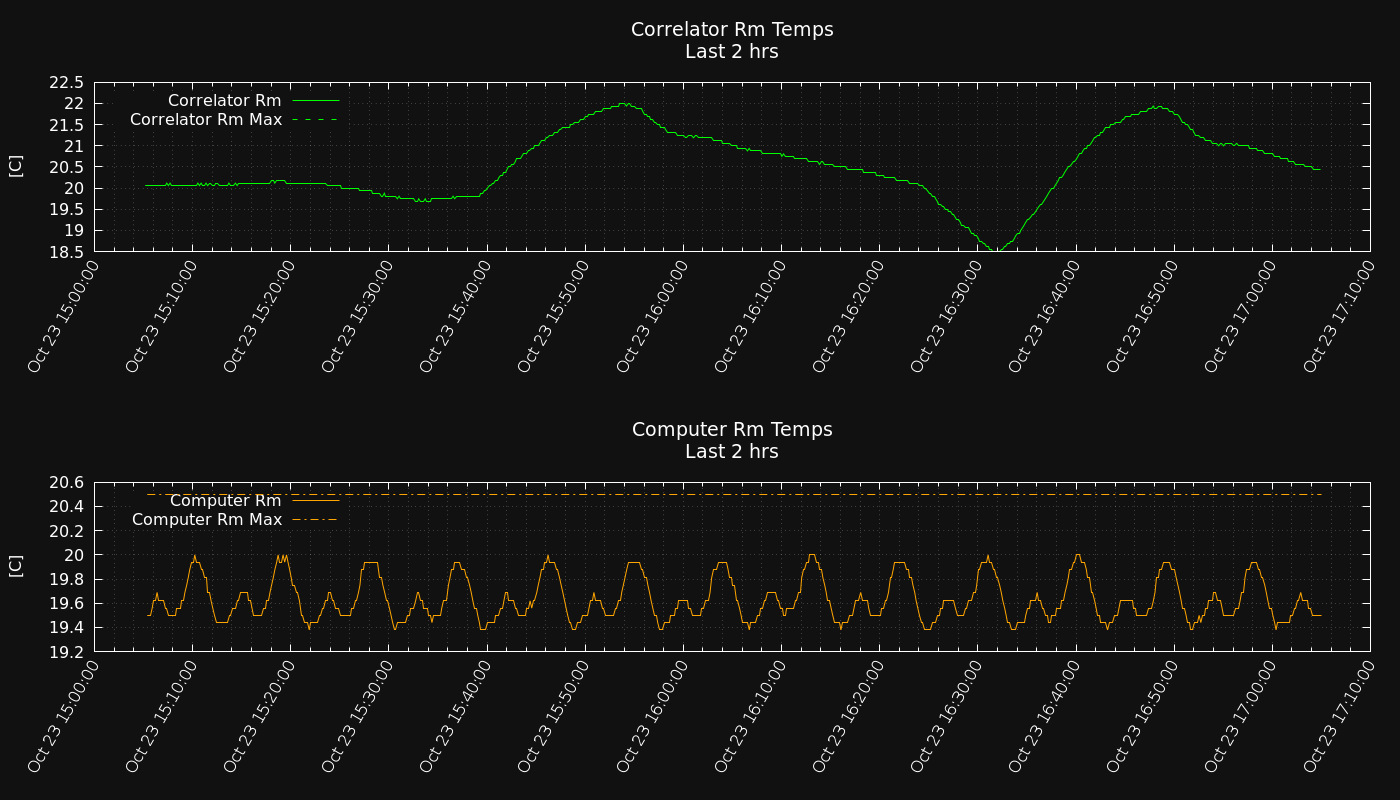 Correlator Rm Temps
Last 2 hrs
22.5
22
21.5
21
20.5
20
19.5
19
18.5
[C]
Correlator Rm
Correlator Rm Max
Oct 23 15:00:00
Oct 23 15:10:00
Oct 23 15:20:00
Oct 23 15:30:00
Oct 23 15:40:00
Oct 23 15:50:00
Oct 23 16:00:00
Oct 23 16:10:00
Oct 23 16:20:00
Oct 23 16:30:00
Oct 23 16:40:00
Oct 23 16:50:00
Oct 23 17:00:00
Oct 23 17:10:00
Computer Rm Temps
Last 2 hrs
20.6
20.4
20.2
20
19.8
19.6
19.4
19.2
[C]
Computer Rm
Computer Rm Max
Oct 23 15:00:00
Oct 23 15:10:00
Oct 23 15:20:00
Oct 23 15:30:00
Oct 23 15:40:00
Oct 23 15:50:00
Oct 23 16:00:00
Oct 23 16:10:00
Oct 23 16:20:00
Oct 23 16:30:00
Oct 23 16:40:00
Oct 23 16:50:00
Oct 23 17:00:00
Oct 23 17:10:00